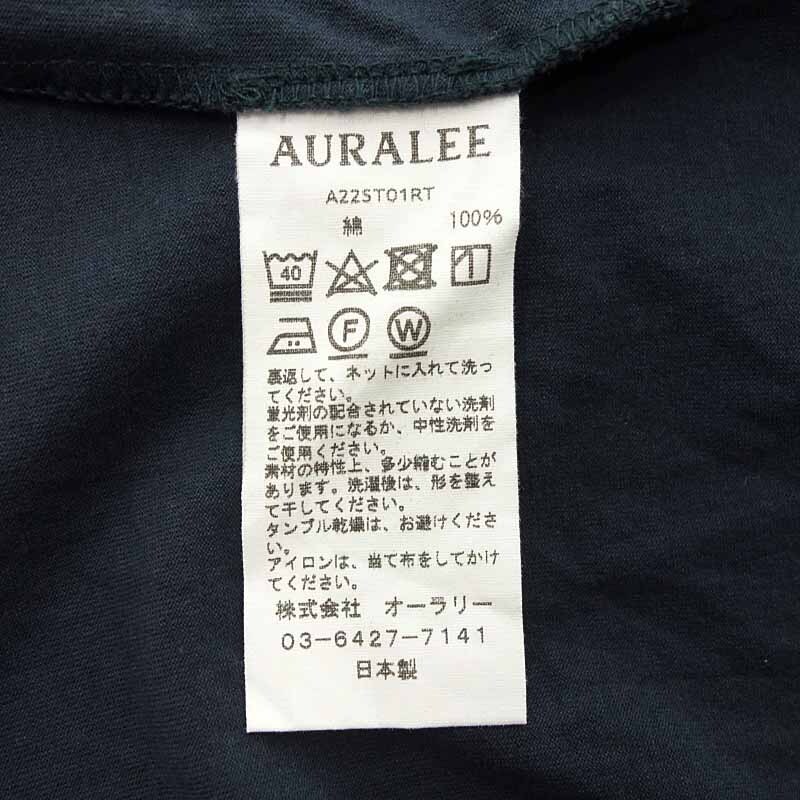 AURALEE
A22ST01RT
綿 100%
40
F W
裏返して、ネットに入れて洗っ
てください。
蛍光剤の配合されていない洗剤
をご使用になるか、中性洗剤を
ご使用ください。
素材の特性上、多少縮むことが
あります。洗濯後は、形を整え
て干してください。
タンブル乾燥は、お避けくださ
い。
アイロンは、当て布をしてかけ
てください。
株式会社 オーラリー
03-6427-7141
日本製